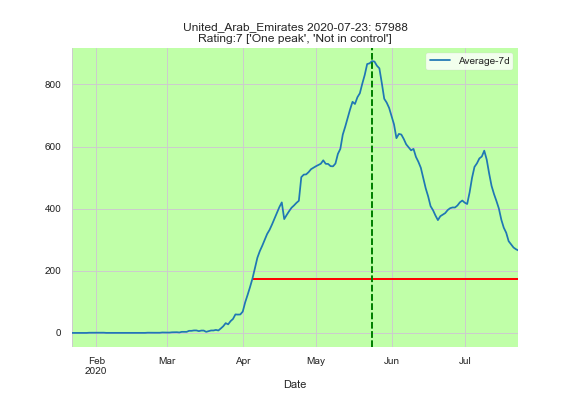 United_Arab_Emirates 2020-07-23: 57988
Rating:7 ['One peak', 'Not in control']
Average-7d
800
600
400
200
0
Feb
2020
Mar
Apr
May
Jun
Jul
Date